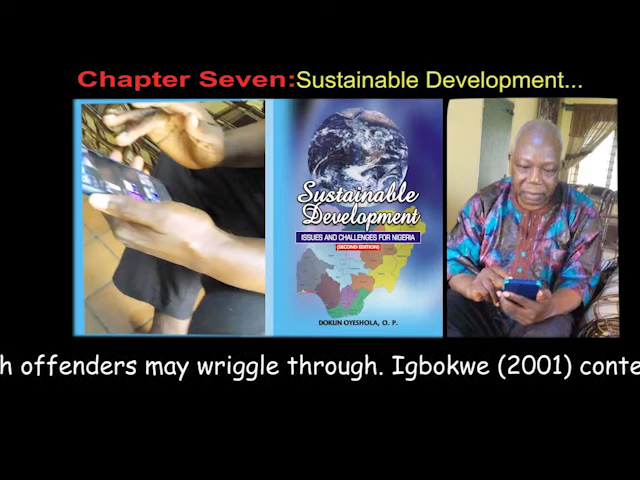 Chapter Seven:Sustainable Development...
Sustainable
Development
ISSUES AND CHALLENGES FOR NIGERIA
(SECOND EDITION)
DOKUN OYESHOLA, O. P.
h offenders may wriggle through. Igbokwe (2001) conte